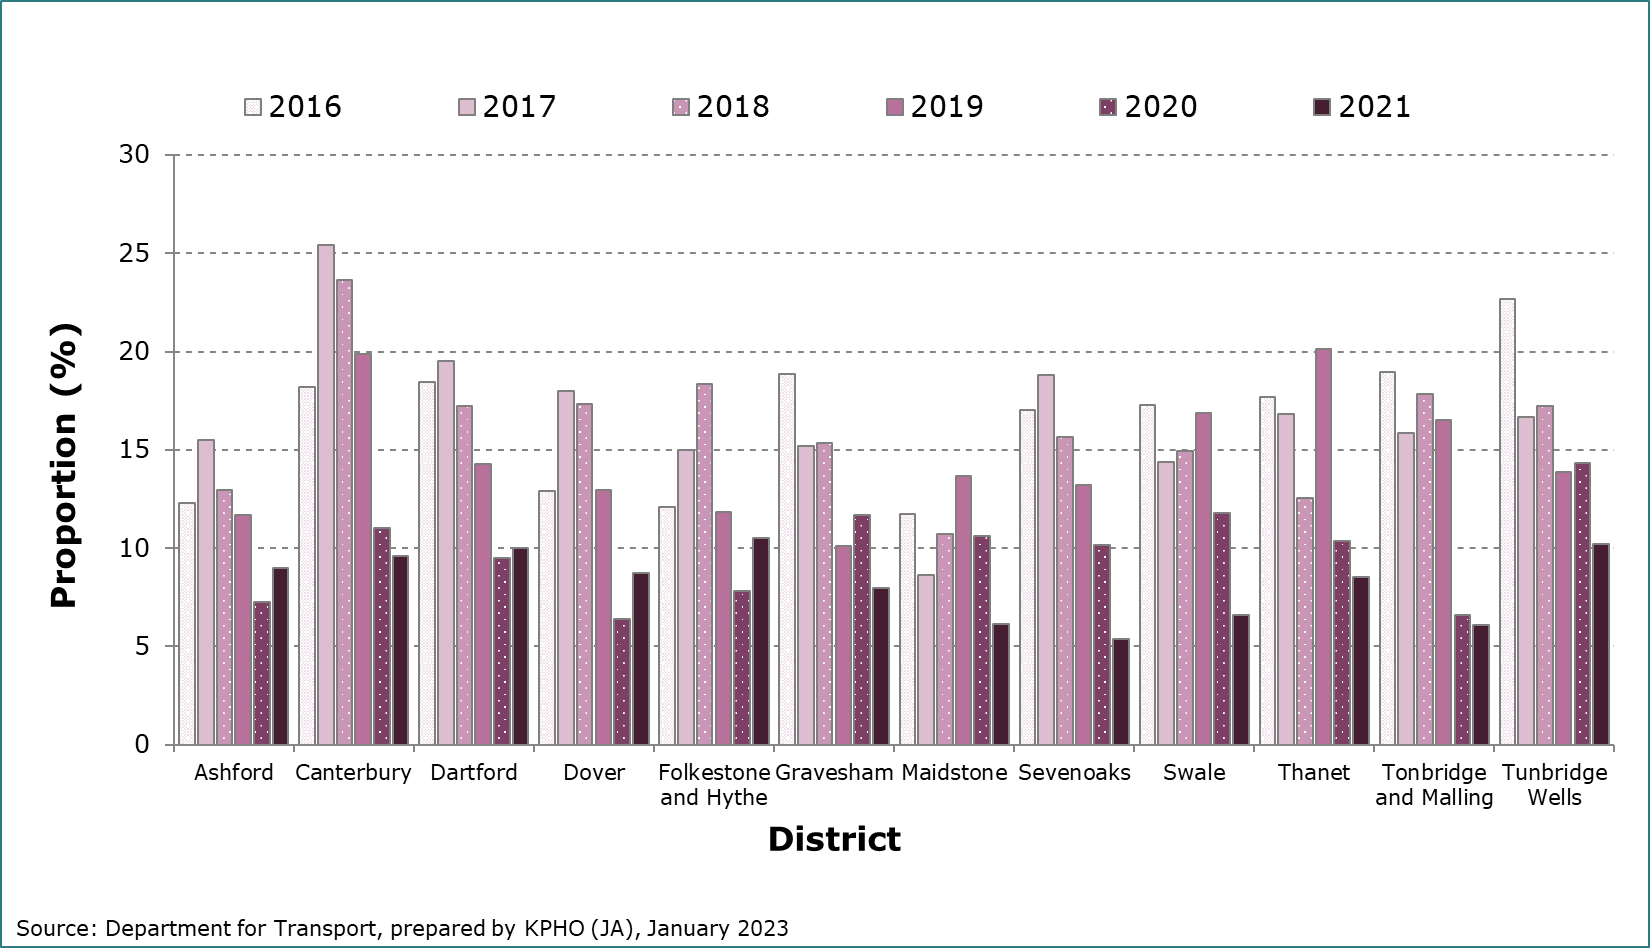 2016 2017 2018 2019 2020 2021
30
25
20
15
10
5
0
Proportion (%)
Ashford Canterbury Dartford Dover Folkestone Gravesham Maidstone Sevenoaks Swale Thanet Tonbridge Tunbridge
and Hythe and Malling Wells
District
Source: Department for Transport, prepared by KPHO (JA), January 2023